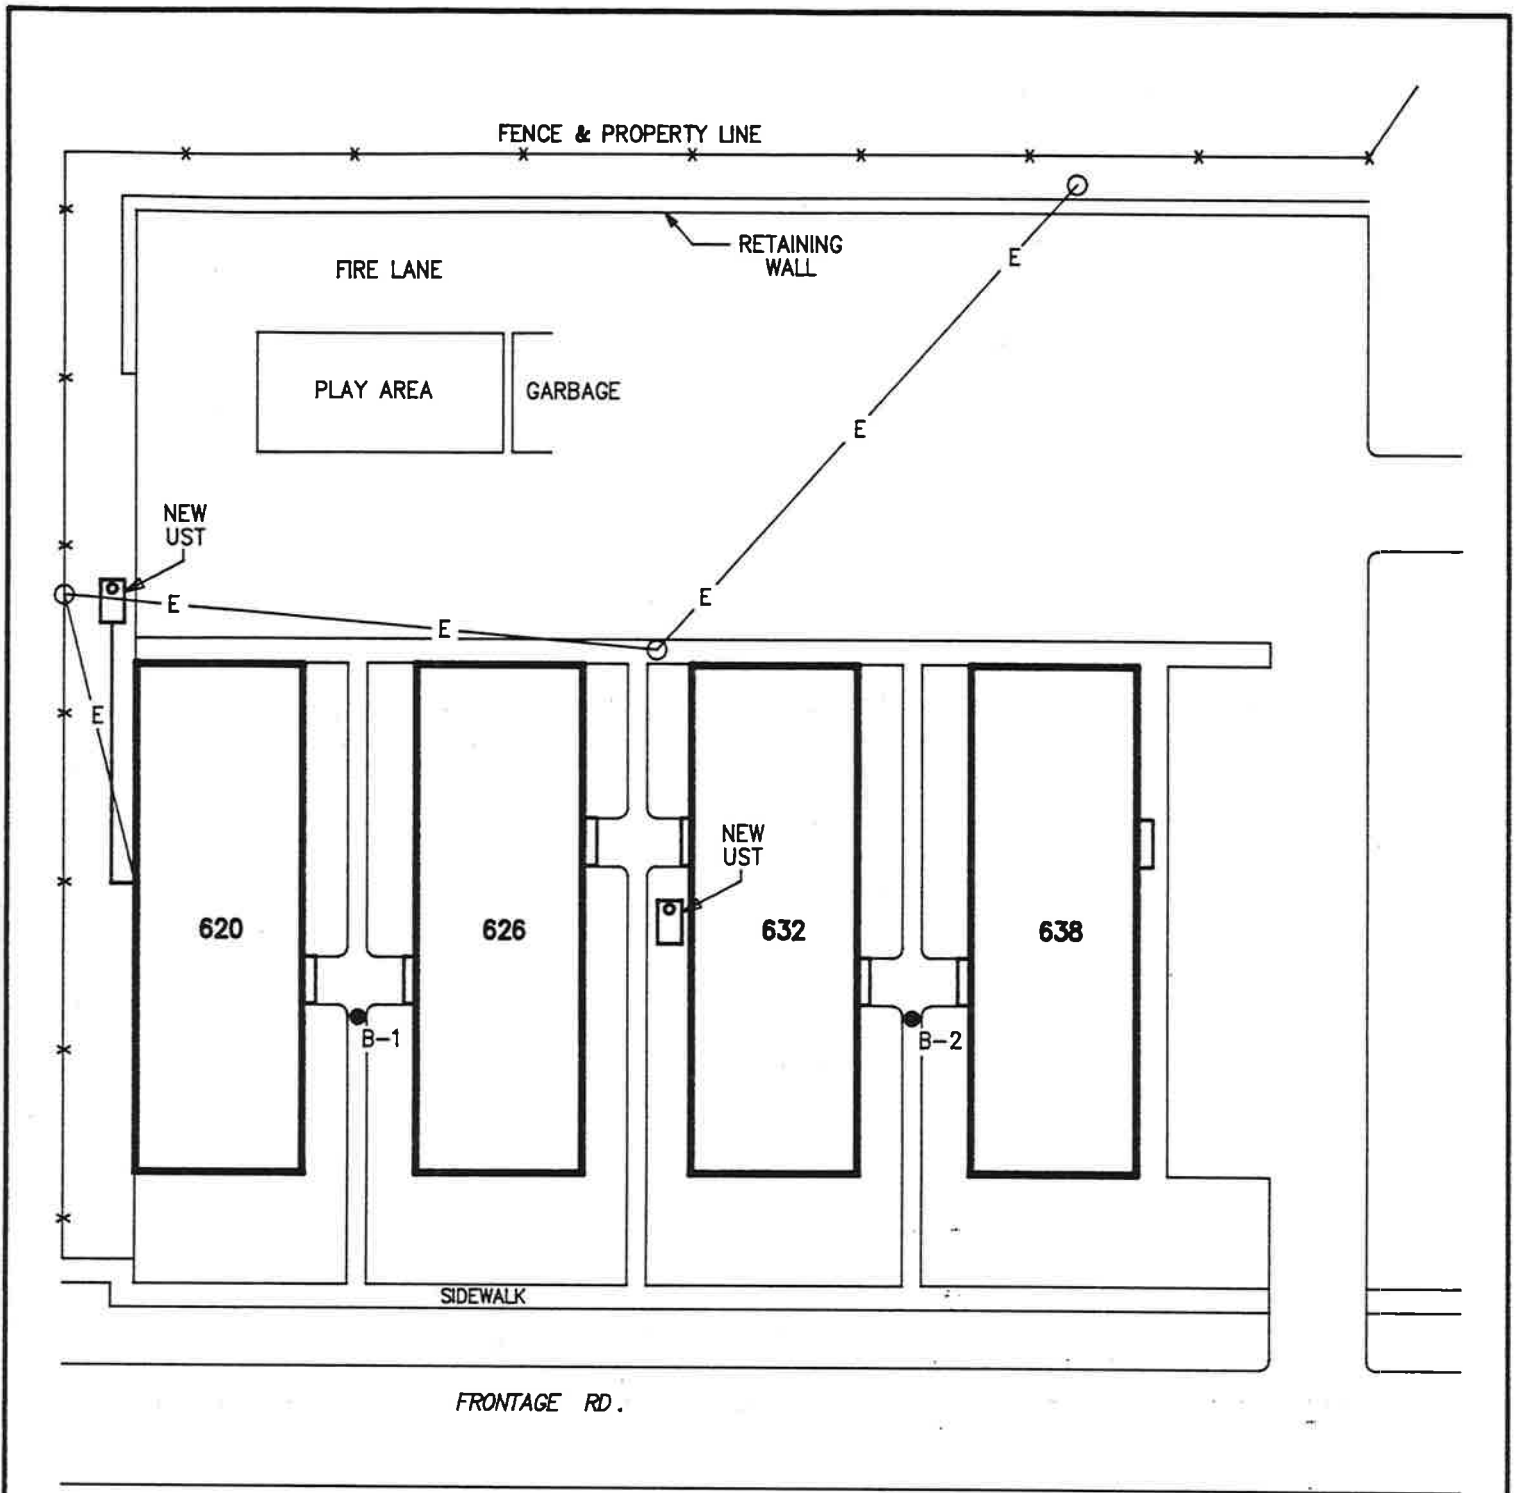 FENCE & PROPERTY LINE
RETAINING
WALL
E
FIRE LANE
PLAY AREA
GARBAGE
E
NEW
UST
E
E
E
E
NEW
UST
620
626
632
638
B-1
B-2
SIDEWALK
FRONTAGE RD.